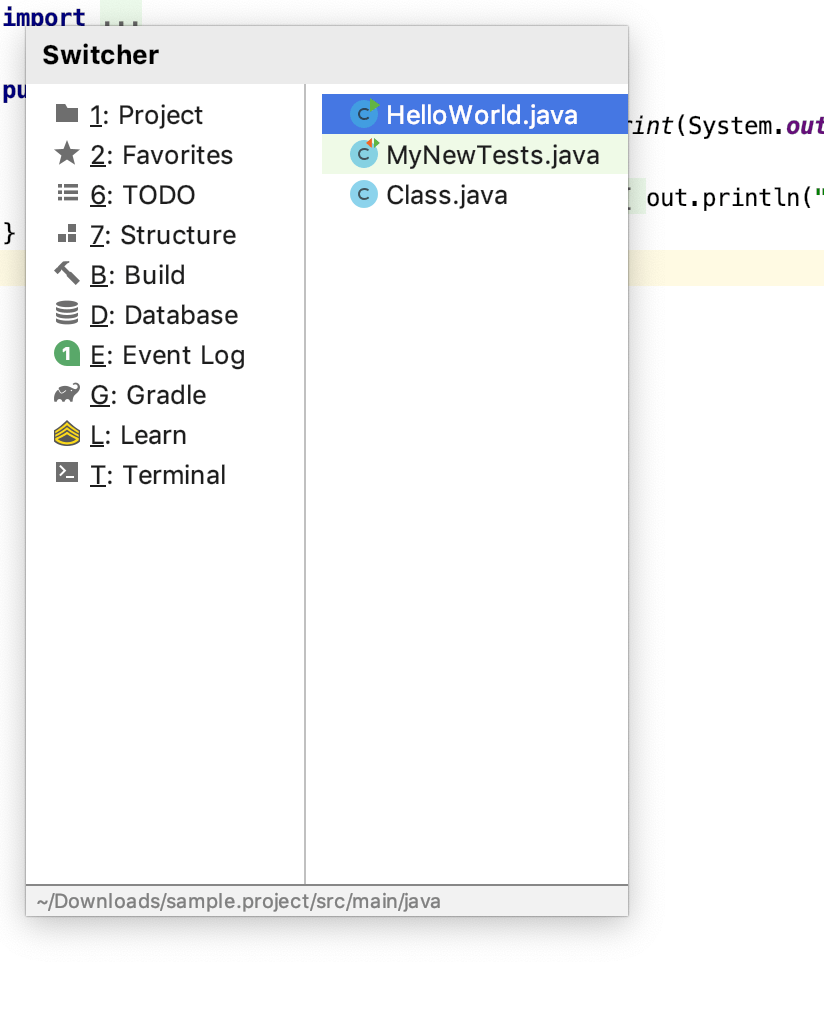 import ...
Switcher
pu
1: Project
2: Favorites
6: TODO
7: Structure
B: Build
D: Database
1 E: Event Log
G: Gradle
L: Learn
T: Terminal
C HelloWorld.java
C MyNewTests.java
C Class.java
rint(System.out
{ out.println("
}
~/Downloads/sample.project/src/main/java